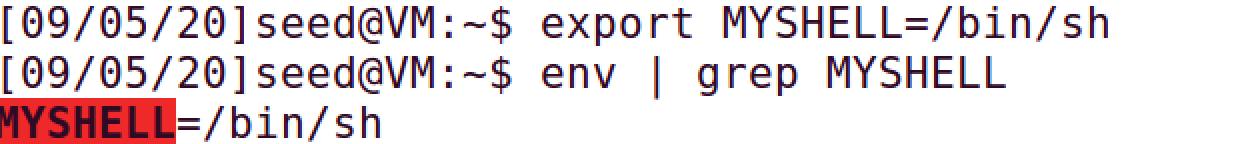 [09/05/20]seed@VM:~$ export MYSHELL=/bin/sh
[09/05/20]seed@VM:~$ env | grep MYSHELL
MYSHELL=/bin/sh